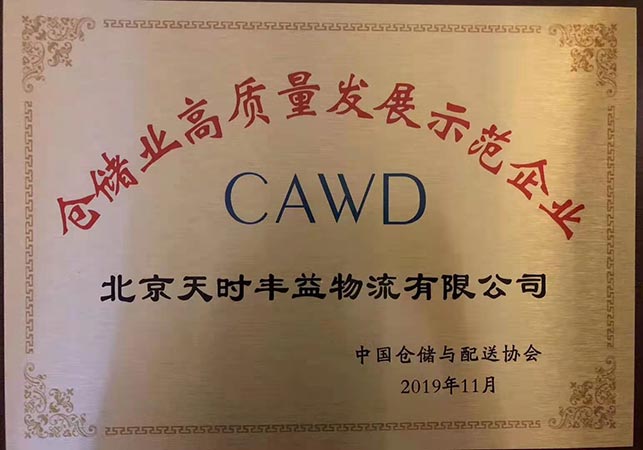 仓储业高质量发展示范企业
CAWD
北京天时丰益物流有限公司
中国仓储与配送协会
2019年11月